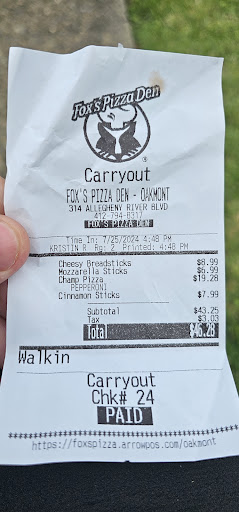 Fox's Pizza Den
®
Carryout
FOX'S PIZZA DEN - OAKMONT
314 ALLEGHENY RIVER BLVD
412-794-8317
FOX'S PIZZA DEN
Time In: 7/25/2024 4:48 PM
KRISTIN R Rg: 2 Printed: 4:48 PM
Cheesy Breadsticks $8.99
Mozzarella Sticks $6.99
Champ Pizza $19.28
PEPPERONI
Cinnamon Sticks $7.99
Subtotal $43.25
Tax $3.03
Total $46.28
Walkin
Carryout
Chk# 24
PAID
https://foxspizza.arrowpos.com/oakmont